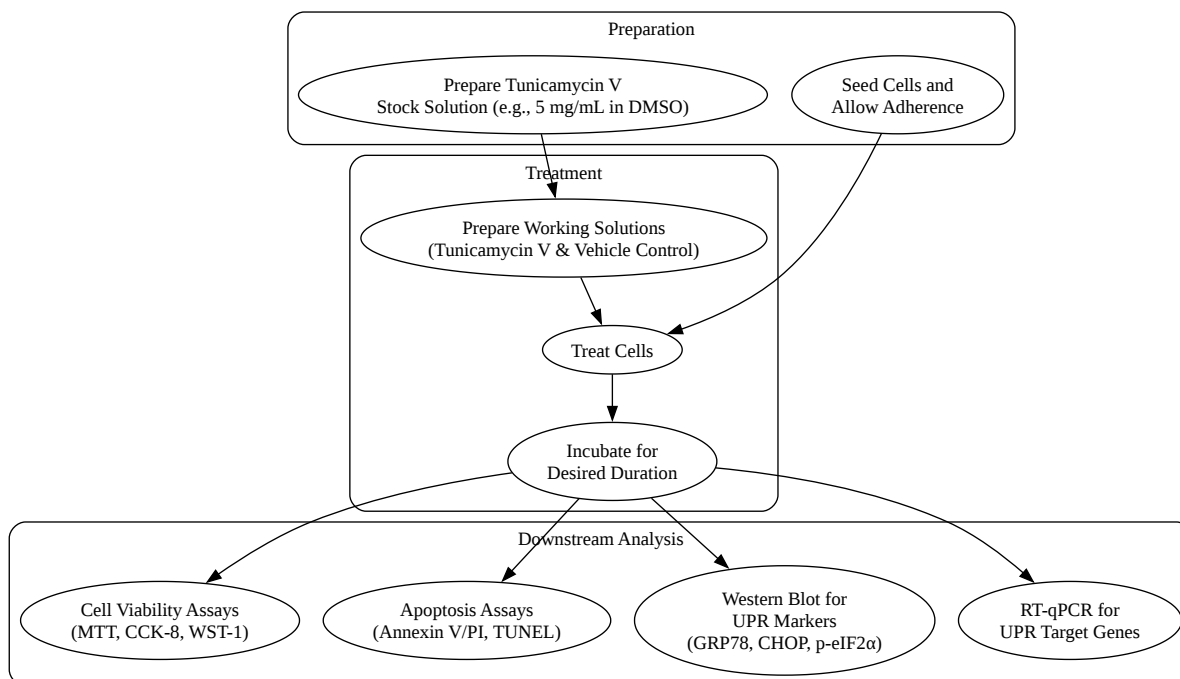 Preparation
Prepare Tunicamycin V
Stock Solution (e.g., 5 mg/mL in DMSO)
Seed Cells and
Allow Adherence
Treatment
Prepare Working Solutions
(Tunicamycin V & Vehicle Control)
Treat Cells
Incubate for
Desired Duration
Downstream Analysis
Cell Viability Assays
(MTT, CCK-8, WST-1)
Apoptosis Assays
(Annexin V/PI, TUNEL)
Western Blot for
UPR Markers
(GRP78, CHOP, p-eIF2α)
RT-qPCR for
UPR Target Genes